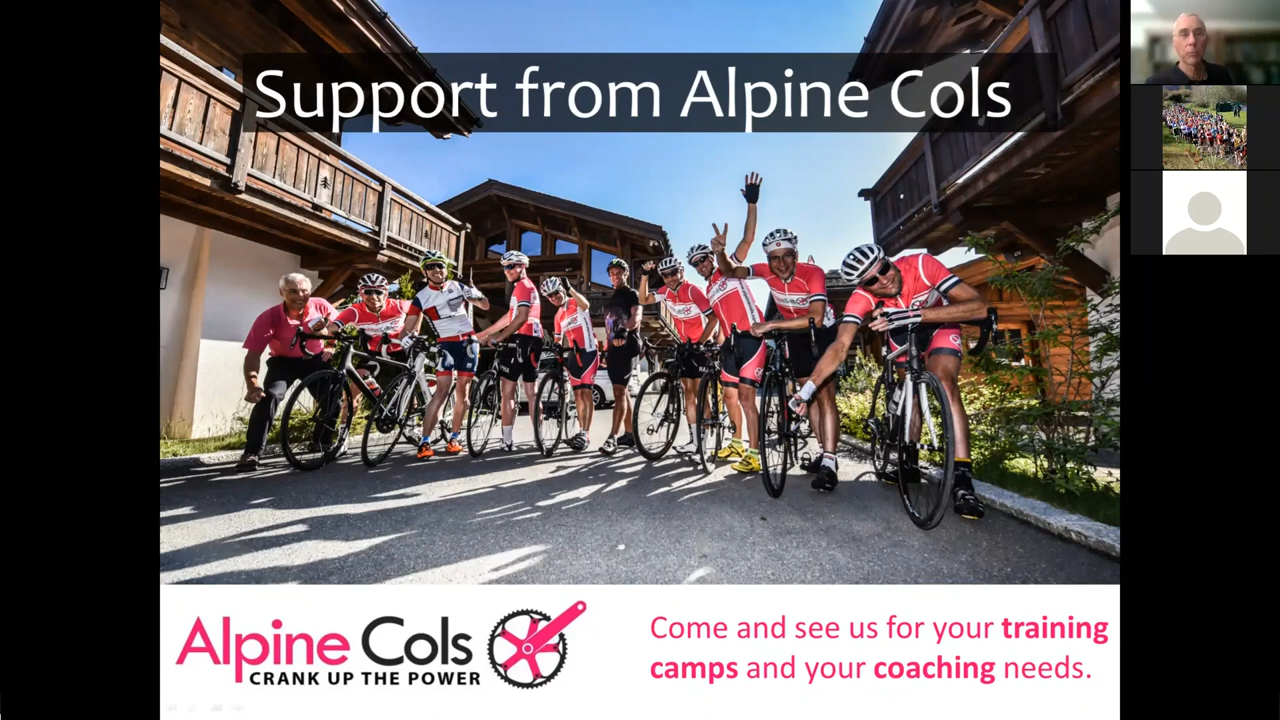 Support from Alpine Cols
Alpine Cols
CRANK UP THE POWER
Come and see us for your training
camps and your coaching needs.